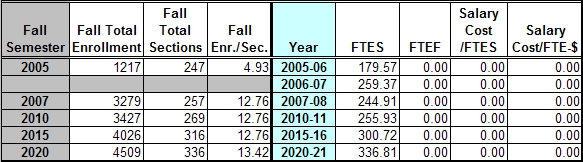 Fall Semester Fall Total Enrollment Fall Total Sections Fall Enr./Sec. Year FTES FTEF Salary Cost /FTES Salary Cost/FTE-$
2005 1217 247 4.93 2005-06 179.57 0.00 0.00 0.00
2006-07 259.37 0.00 0.00 0.00
2007 3279 257 12.76 2007-08 244.91 0.00 0.00 0.00
2010 3427 269 12.76 2010-11 255.93 0.00 0.00 0.00
2015 4026 316 12.76 2015-16 300.72 0.00 0.00 0.00
2020 4509 336 13.42 2020-21 336.81 0.00 0.00 0.00